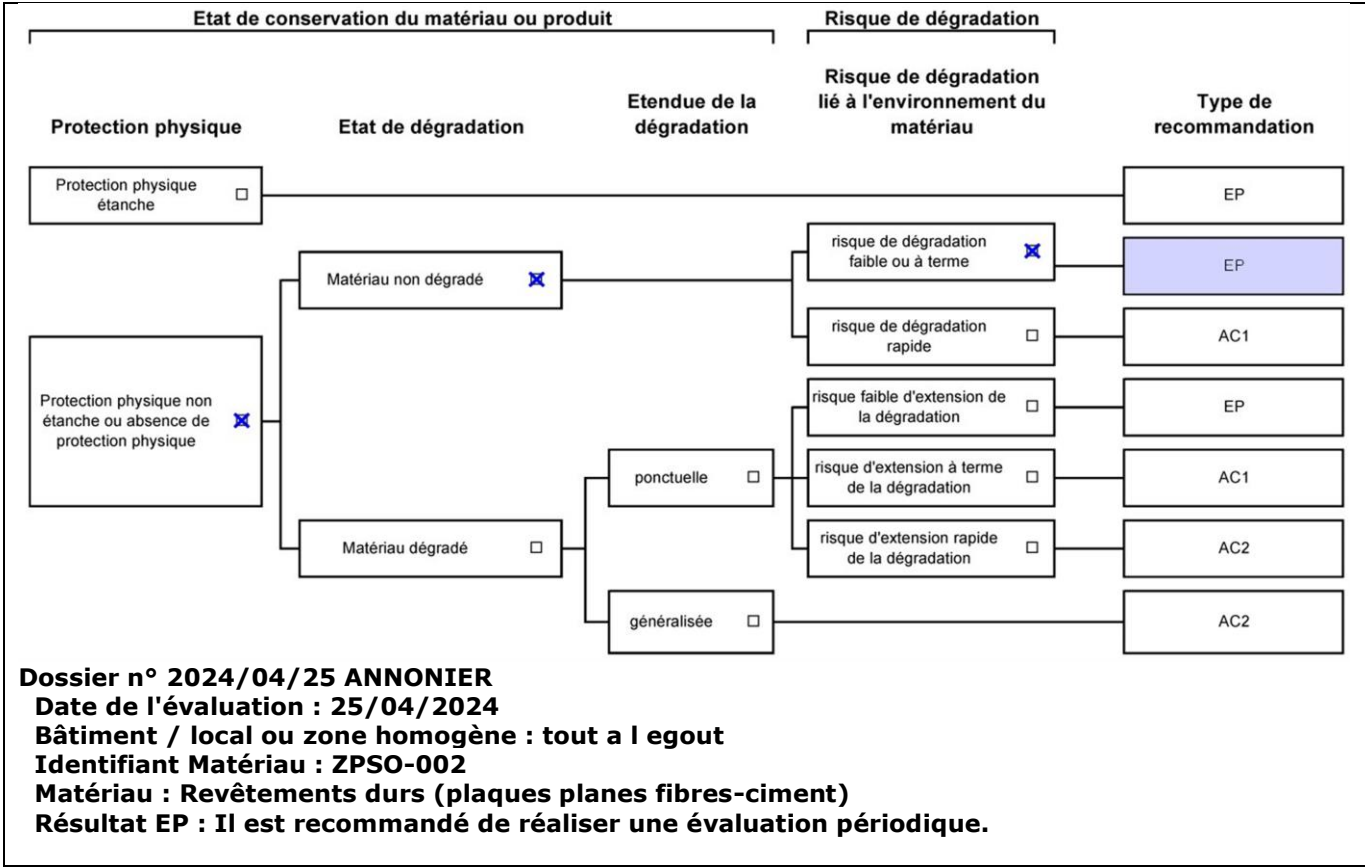 Etat de conservation du matériau ou produit
Risque de dégradation
Protection physique
Etat de dégradation
Etendue de la
dégradation
Risque de dégradation
lié à l'environnement du
matériau
Type de
recommandation
Protection physique
étanche
EP
risque de dégradation
faible ou à terme
EP
Matériau non dégradé
risque de dégradation
rapide
AC1
Protection physique non
étanche ou absence de
protection physique
risque faible d'extension de
la dégradation
EP
ponctuelle
risque d'extension à terme
de la dégradation
AC1
Matériau dégradé
risque d'extension rapide
de la dégradation
AC2
généralisée
AC2
Dossier n° 2024/04/25 ANNONIER
Date de l'évaluation : 25/04/2024
Bâtiment / local ou zone homogène : tout a l egout
Identifiant Matériau : ZPSO-002
Matériau : Revêtements durs (plaques planes fibres-ciment)
Résultat EP : Il est recommandé de réaliser une évaluation périodique.